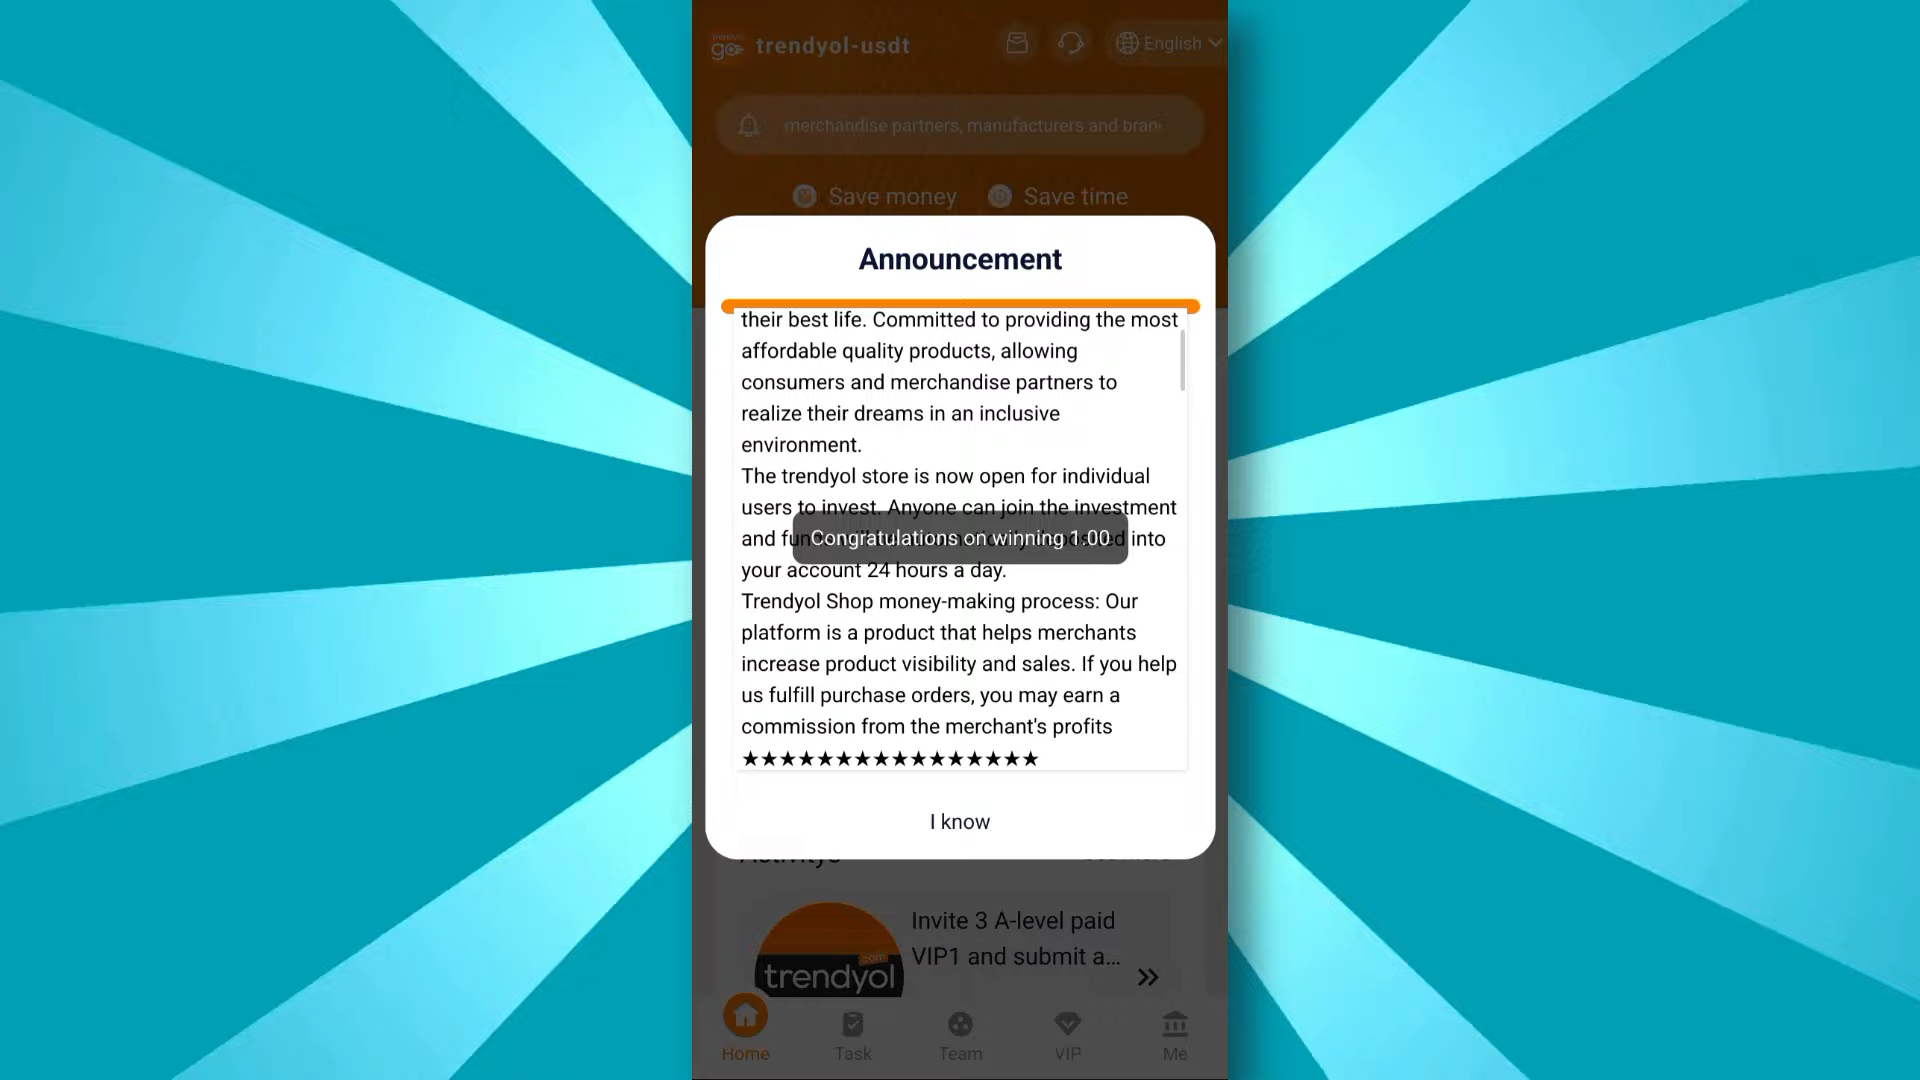 trendyol
go
trendyol-usdt
English
merchandise partners, manufacturers and bran
Save money
Save time
Announcement
their best life. Committed to providing the most
affordable quality products, allowing
consumers and merchandise partners to
realize their dreams in an inclusive
environment.
The trendyol store is now open for individual
users to invest. Anyone can join the investment
and into
Congratulations on winning 1.00
your account 24 hours a day.
Trendyol Shop money-making process: Our
platform is a product that helps merchants
increase product visibility and sales. If you help
us fulfill purchase orders, you may earn a
commission from the merchant's profits
★★★★★★★★★★★★★★★★
I know
Invite 3 A-level paid
VIP1 and submit a...
.com
trendyol
Home
Task
Team
VIP
Me